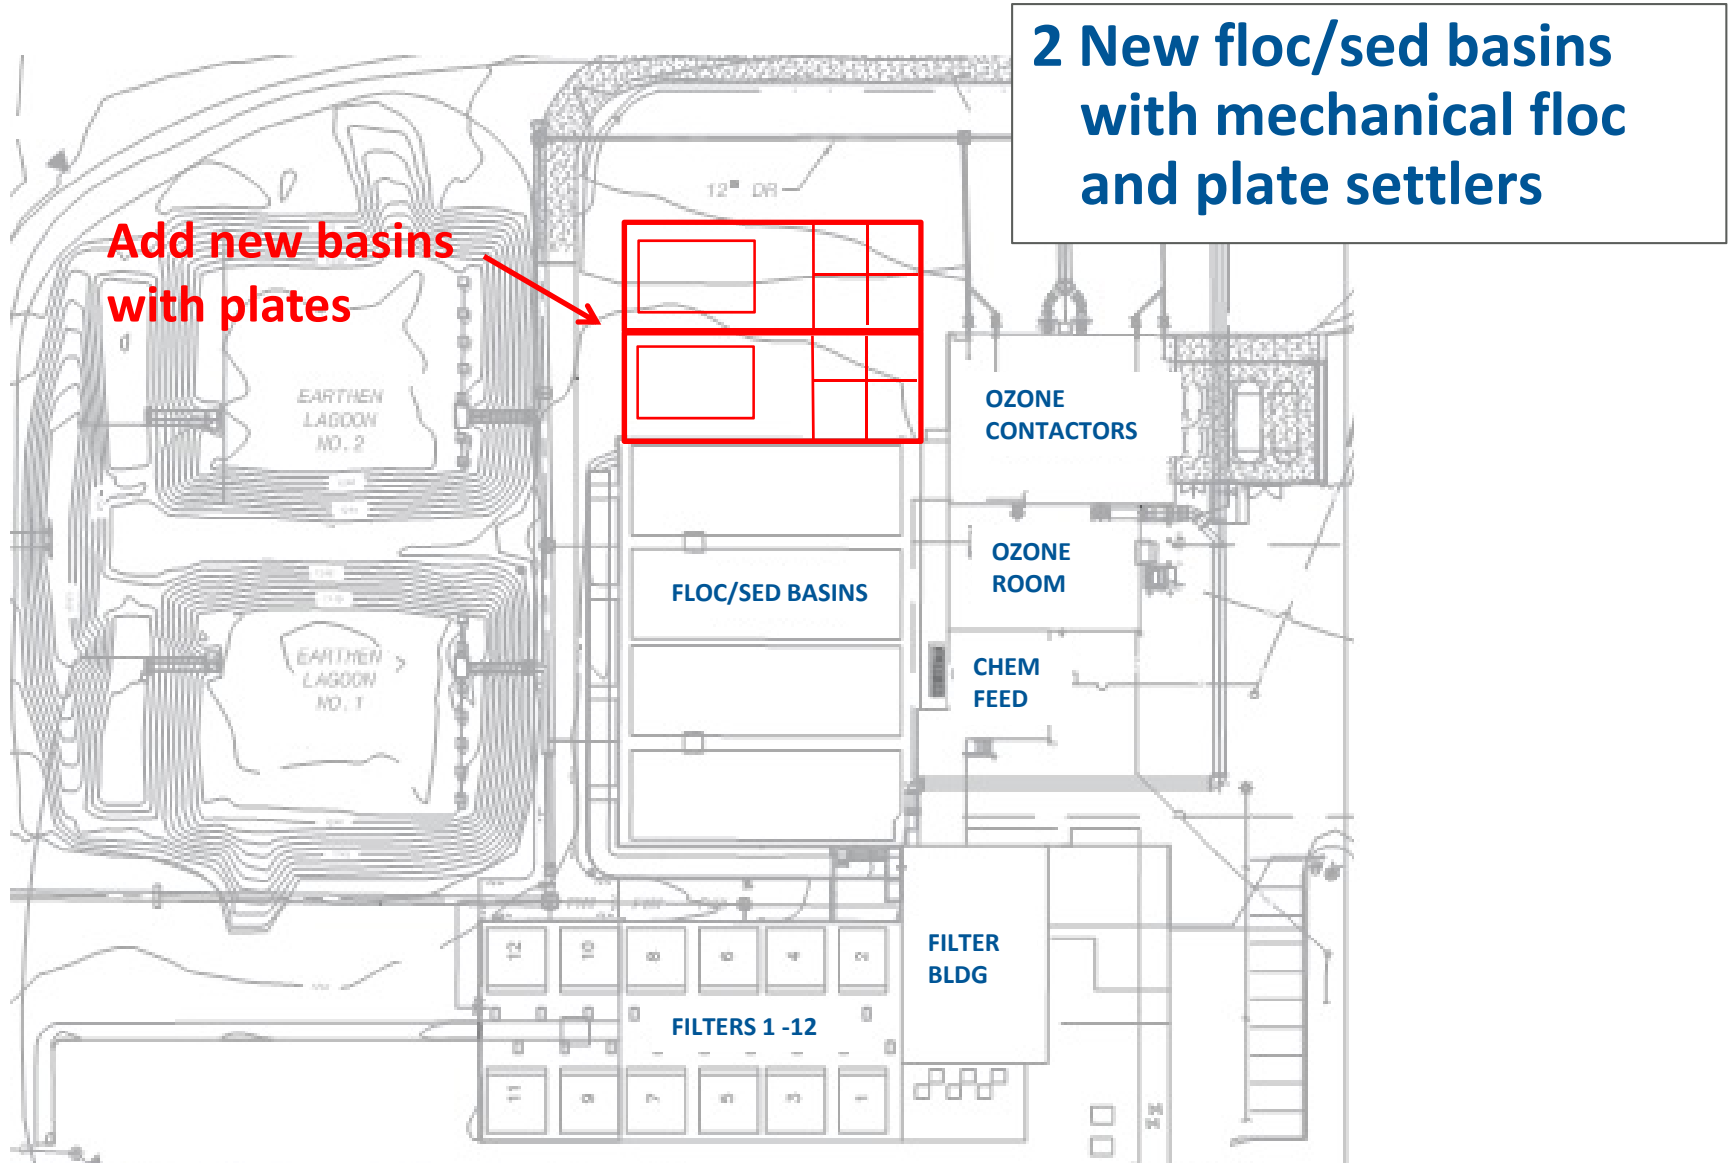 2 New floc/sed basins
with mechanical floc
and plate settlers
12" DR
Add new basins
with plates
EARTHEN
LAGOON
NO. 2
OZONE
CONTACTORS
OZONE
ROOM
FLOC/SED BASINS
EARTHEN
LAGOON
NO. 1
CHEM
FEED
FILTER
BLDG
12
10
8
6
4
2
FILTERS 1 -12
11
9
7
5
3
1